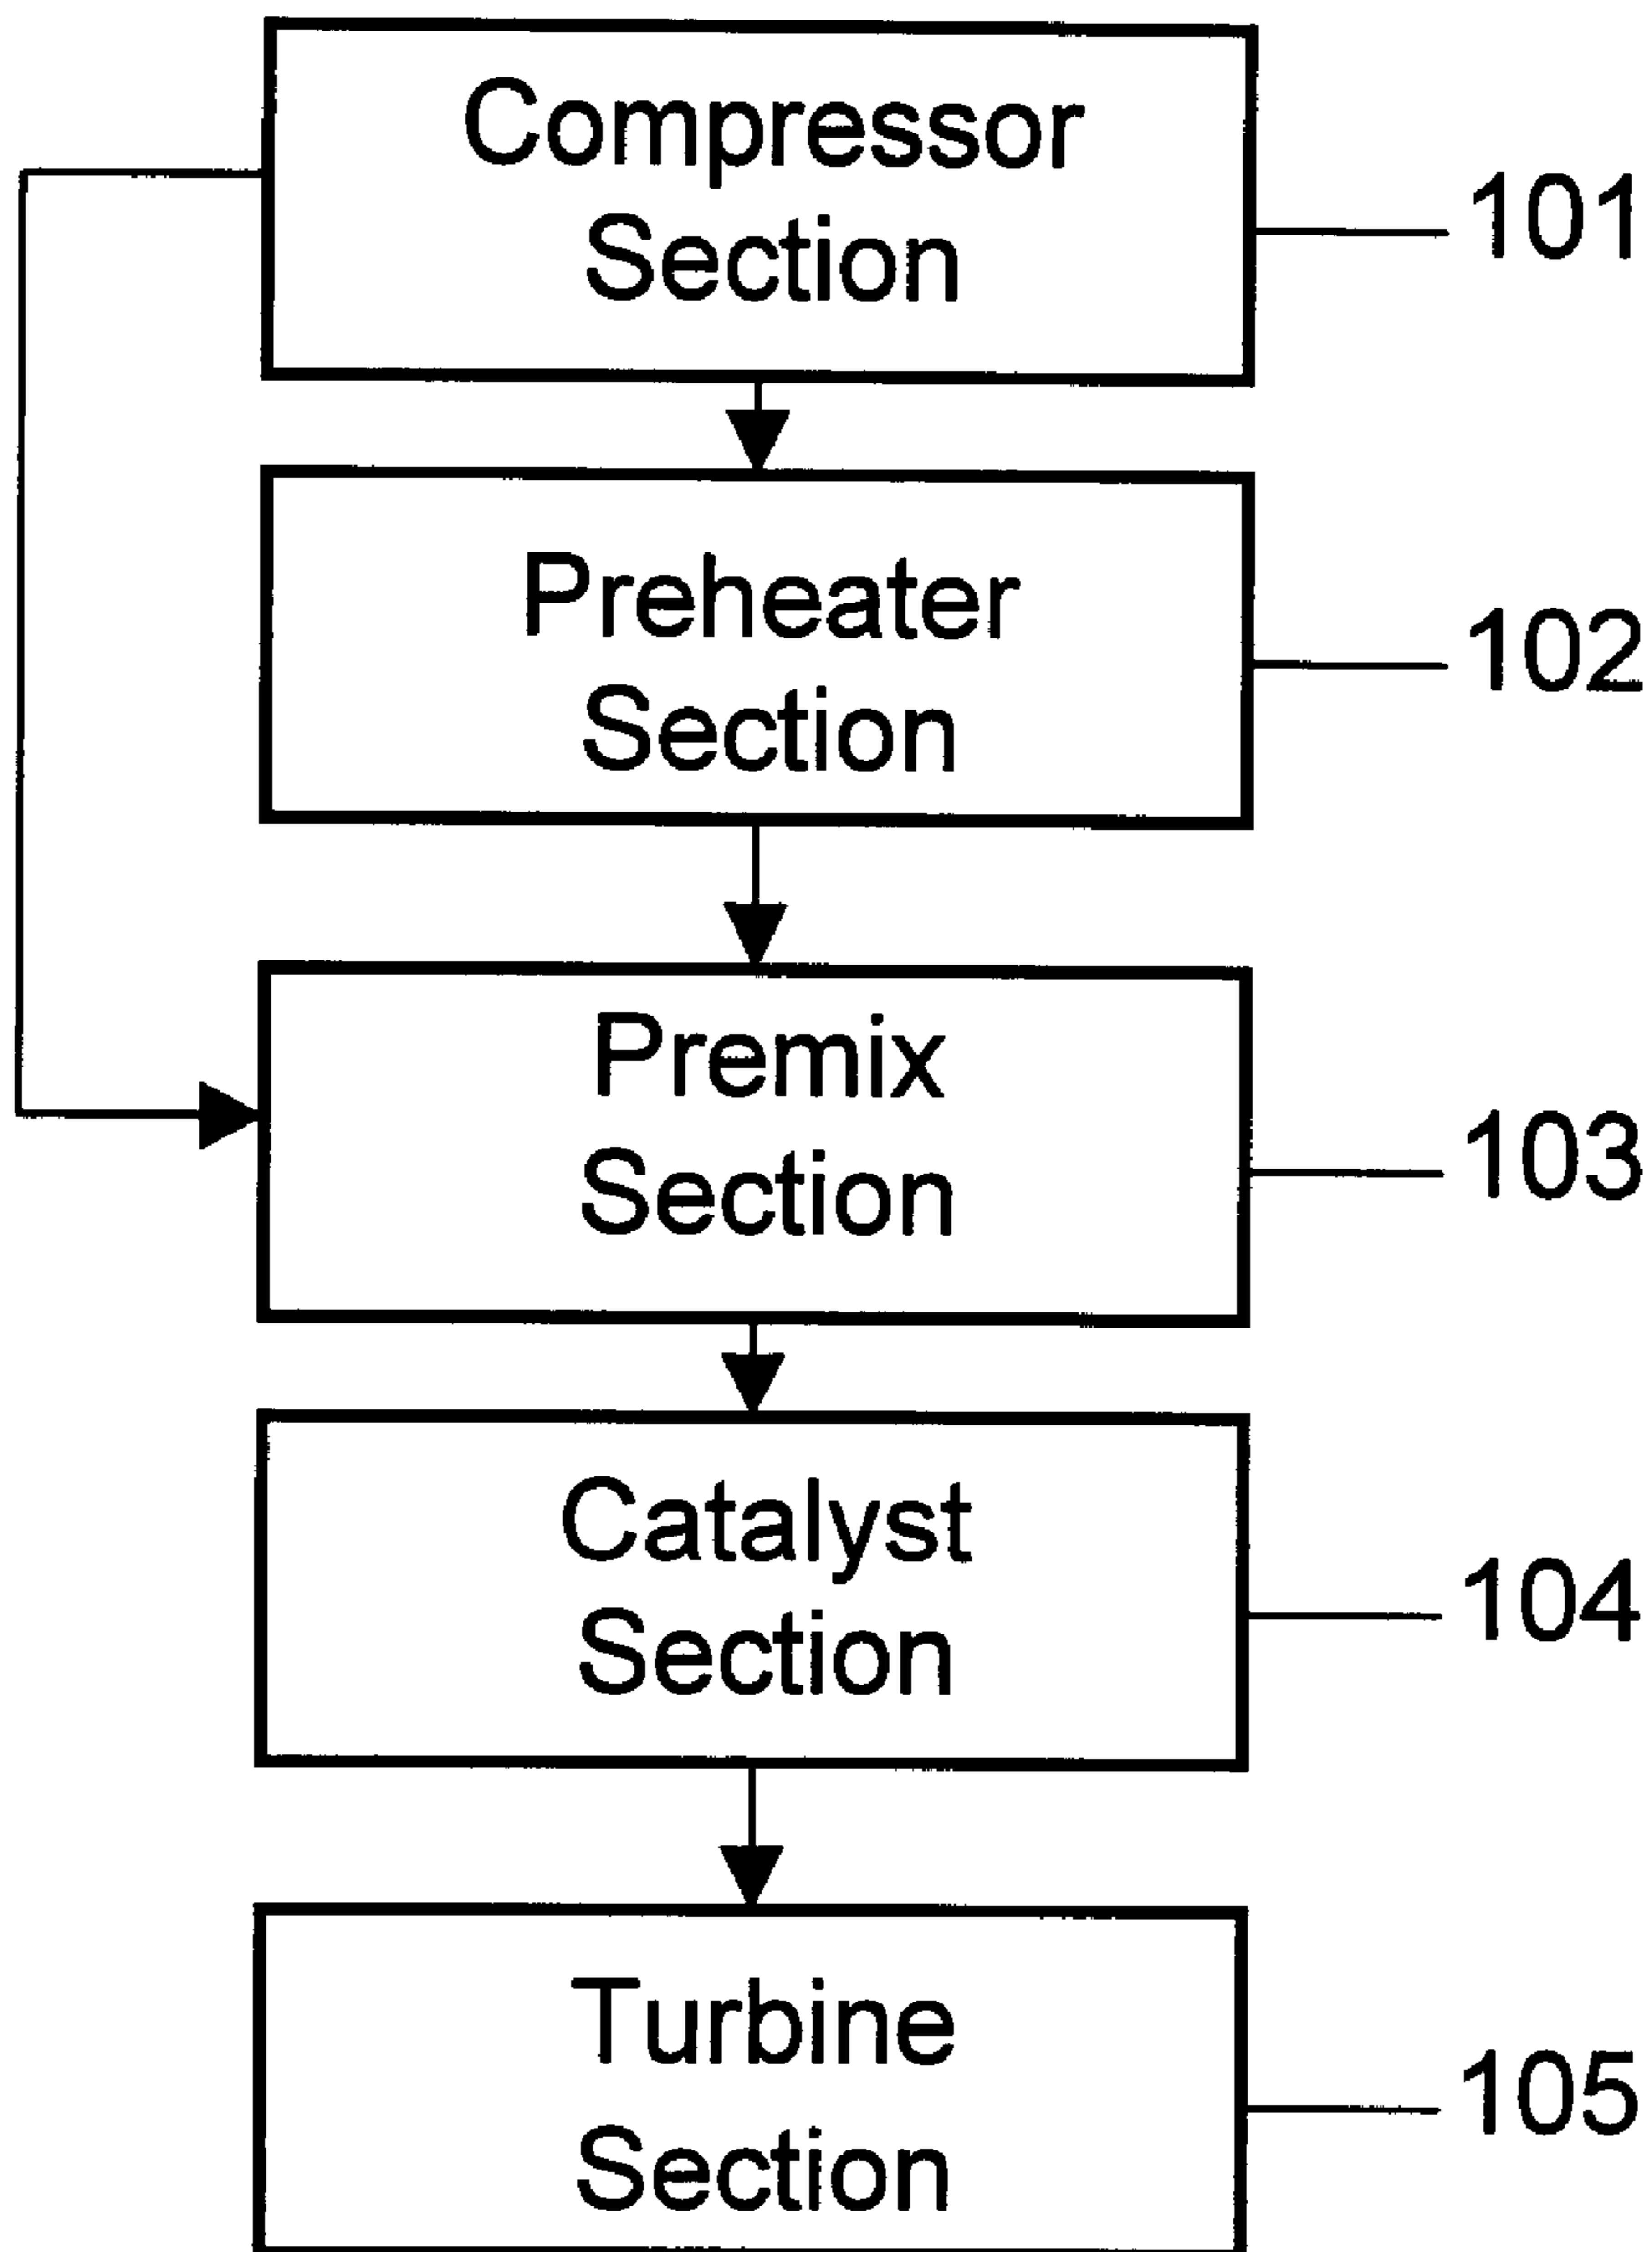 Compressor
Section
101
Preheater
Section
102
Premix
Section
103
Catalyst
Section
104
Turbine
Section
105